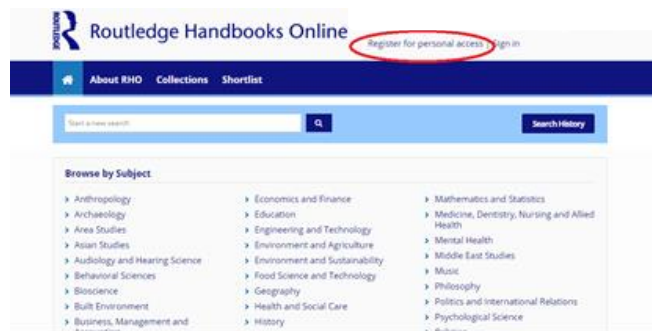 ROUTLEDGE
Routledge Handbooks Online
Register for personal access | Sign in
About RHO Collections Shortlist
Start a new search
Search History
Browse by Subject
Anthropology
Archaeology
Area Studies
Asian Studies
Audiology and Hearing Science
Behavioral Sciences
Bioscience
Built Environment
Business, Management and
Economics and Finance
Education
Engineering and Technology
Environment and Agriculture
Environment and Sustainability
Food Science and Technology
Geography
Health and Social Care
History
Mathematics and Statistics
Medicine, Dentistry, Nursing and Allied
Health
Mental Health
Middle East Studies
Music
Philosophy
Politics and International Relations
Psychological Science